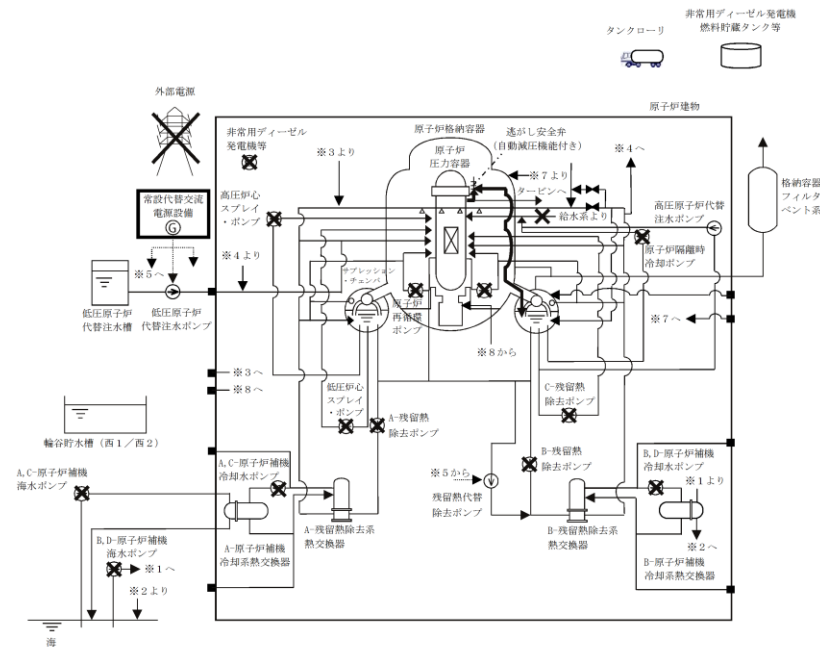 非常用ディーゼル発電機
燃料貯蔵タンク等
タンクローリ
外部電源
原子炉建物
非常用ディーゼル
発電機等
※3より
原子炉格納容器
原子炉
圧力容器
逃がし安全弁
(自動減圧機能付き)
※7より
タービンへ
※4へ
格納容器
フィルタ
ベント系
常設代替交流
電源設備
G
高圧炉心
スプレイ
・ポンプ
給水系より
高圧原子炉代替
注水ポンプ
原子炉隔離時
冷却ポンプ
※5へ
※4より
低圧原子炉
代替注水槽
低圧原子炉
代替注水ポンプ
サプレッション
・チェンバ
原子炉
再循環
ポンプ
※7へ
※8から
※3へ
※8へ
低圧炉心
スプレイ
・ポンプ
A-残留熱
除去ポンプ
C-残留熱
除去ポンプ
輪谷貯水槽(西1/西2)
B-残留熱
除去ポンプ
A,C-原子炉補機
海水ポンプ
A,C-原子炉補機
冷却水ポンプ
※5から
残留熱代替
除去ポンプ
B,D-原子炉補機
冷却水ポンプ
※1より
A-残留熱除去系
熱交換器
B-残留熱除去系
熱交換器
※2へ
B,D-原子炉補機
海水ポンプ
※1へ
※2より
A-原子炉補機
冷却系熱交換器
B-原子炉補機
冷却系熱交換器
海